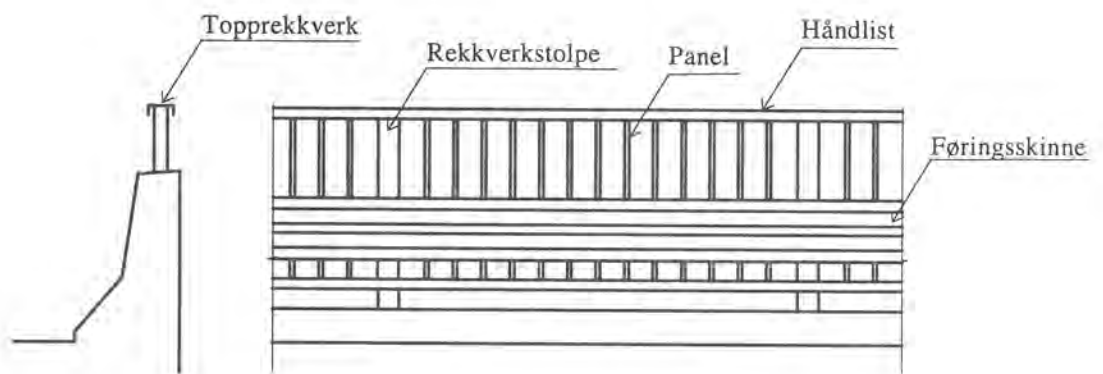 Topprekkverk
Håndlist
Rekkverkstolpe
Panel
Føringsskinne